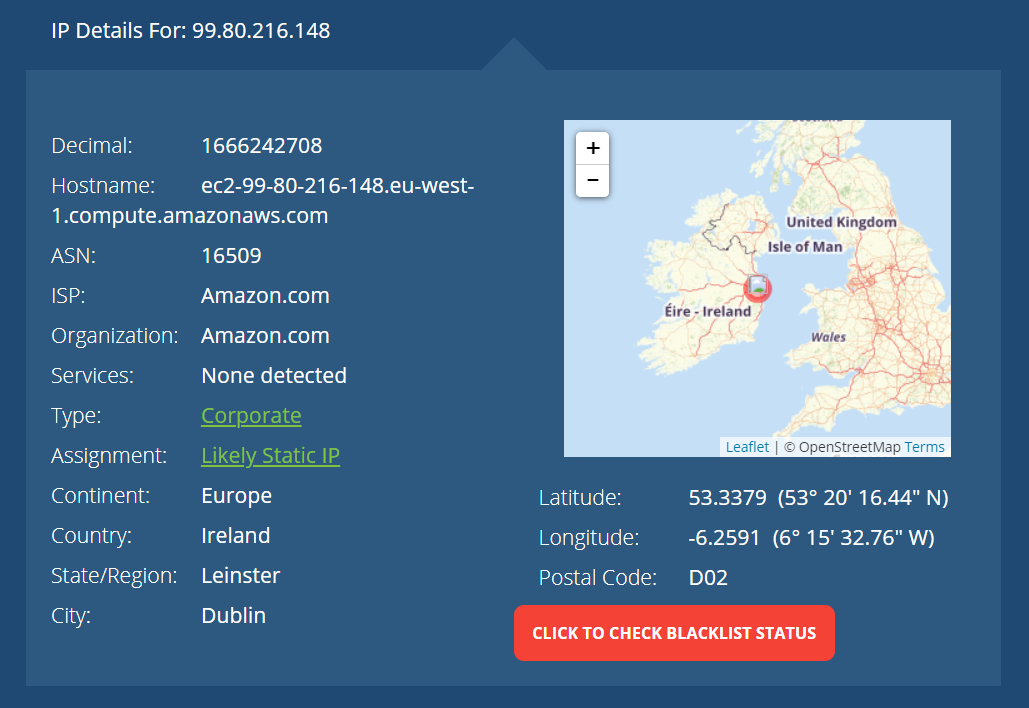 IP Details For: 99.80.216.148
Decimal: 1666242708
Hostname: ec2-99-80-216-148.eu-west-
1.compute.amazonaws.com
ASN: 16509
ISP: Amazon.com
Organization: Amazon.com
Services: None detected
Type: Corporate
Assignment: Likely Static IP
Continent: Europe
Country: Ireland
State/Region: Leinster
City: Dublin
+
−
United Kingdom
Isle of Man
Éire - Ireland
Wales
Leaflet | © OpenStreetMap Terms
Latitude: 53.3379 (53° 20' 16.44" N)
Longitude: -6.2591 (6° 15' 32.76" W)
Postal Code: D02
CLICK TO CHECK BLACKLIST STATUS